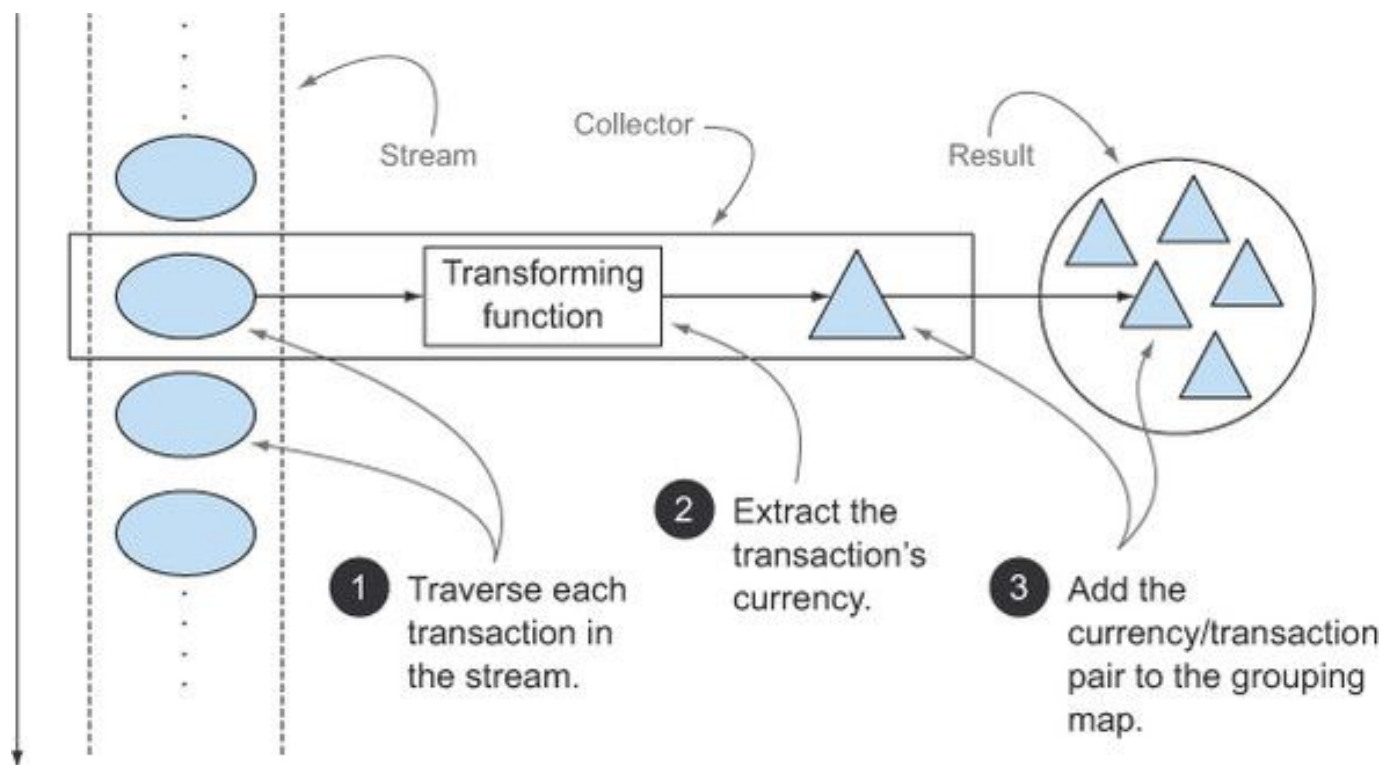 Stream
Collector
Result
Transforming
function
1
Traverse each
transaction in
the stream.
2
Extract the
transaction’s
currency.
3
Add the
currency/transaction
pair to the grouping
map.